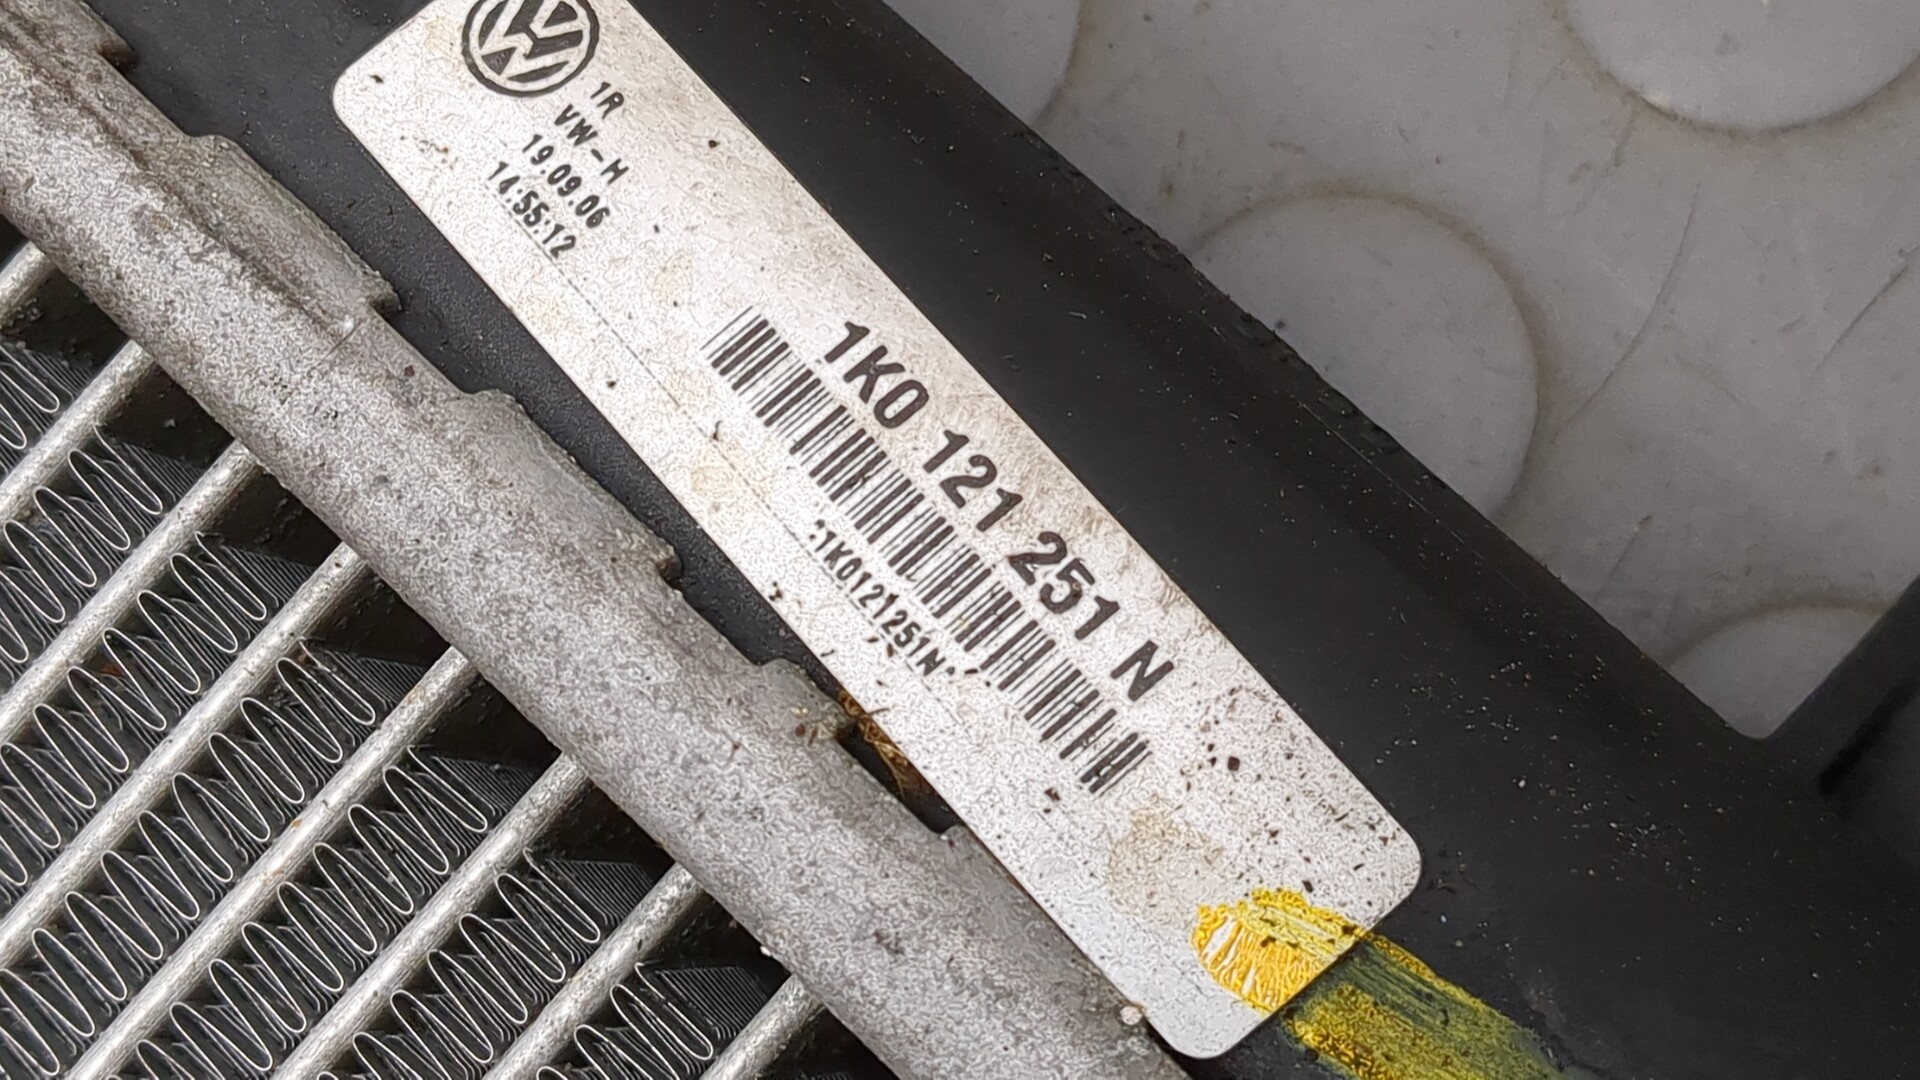 VW
1R
VW-H
19.09.06
14:55:12
1K0 121 251 N
*1K0121251N*